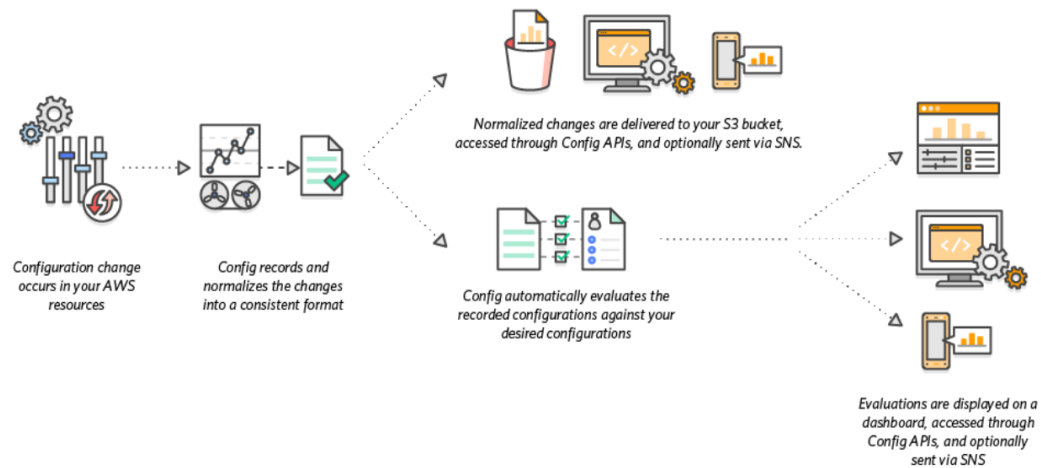 </>
Normalized changes are delivered to your S3 bucket,
accessed through Config APIs, and optionally sent via SNS.
Configuration change
occurs in your AWS
resources
Config records and
normalizes the changes
into a consistent format
Config automatically evaluates the
recorded configurations against your
desired configurations
</>
Evaluations are displayed on a
dashboard, accessed through
Config APIs, and optionally
sent via SNS